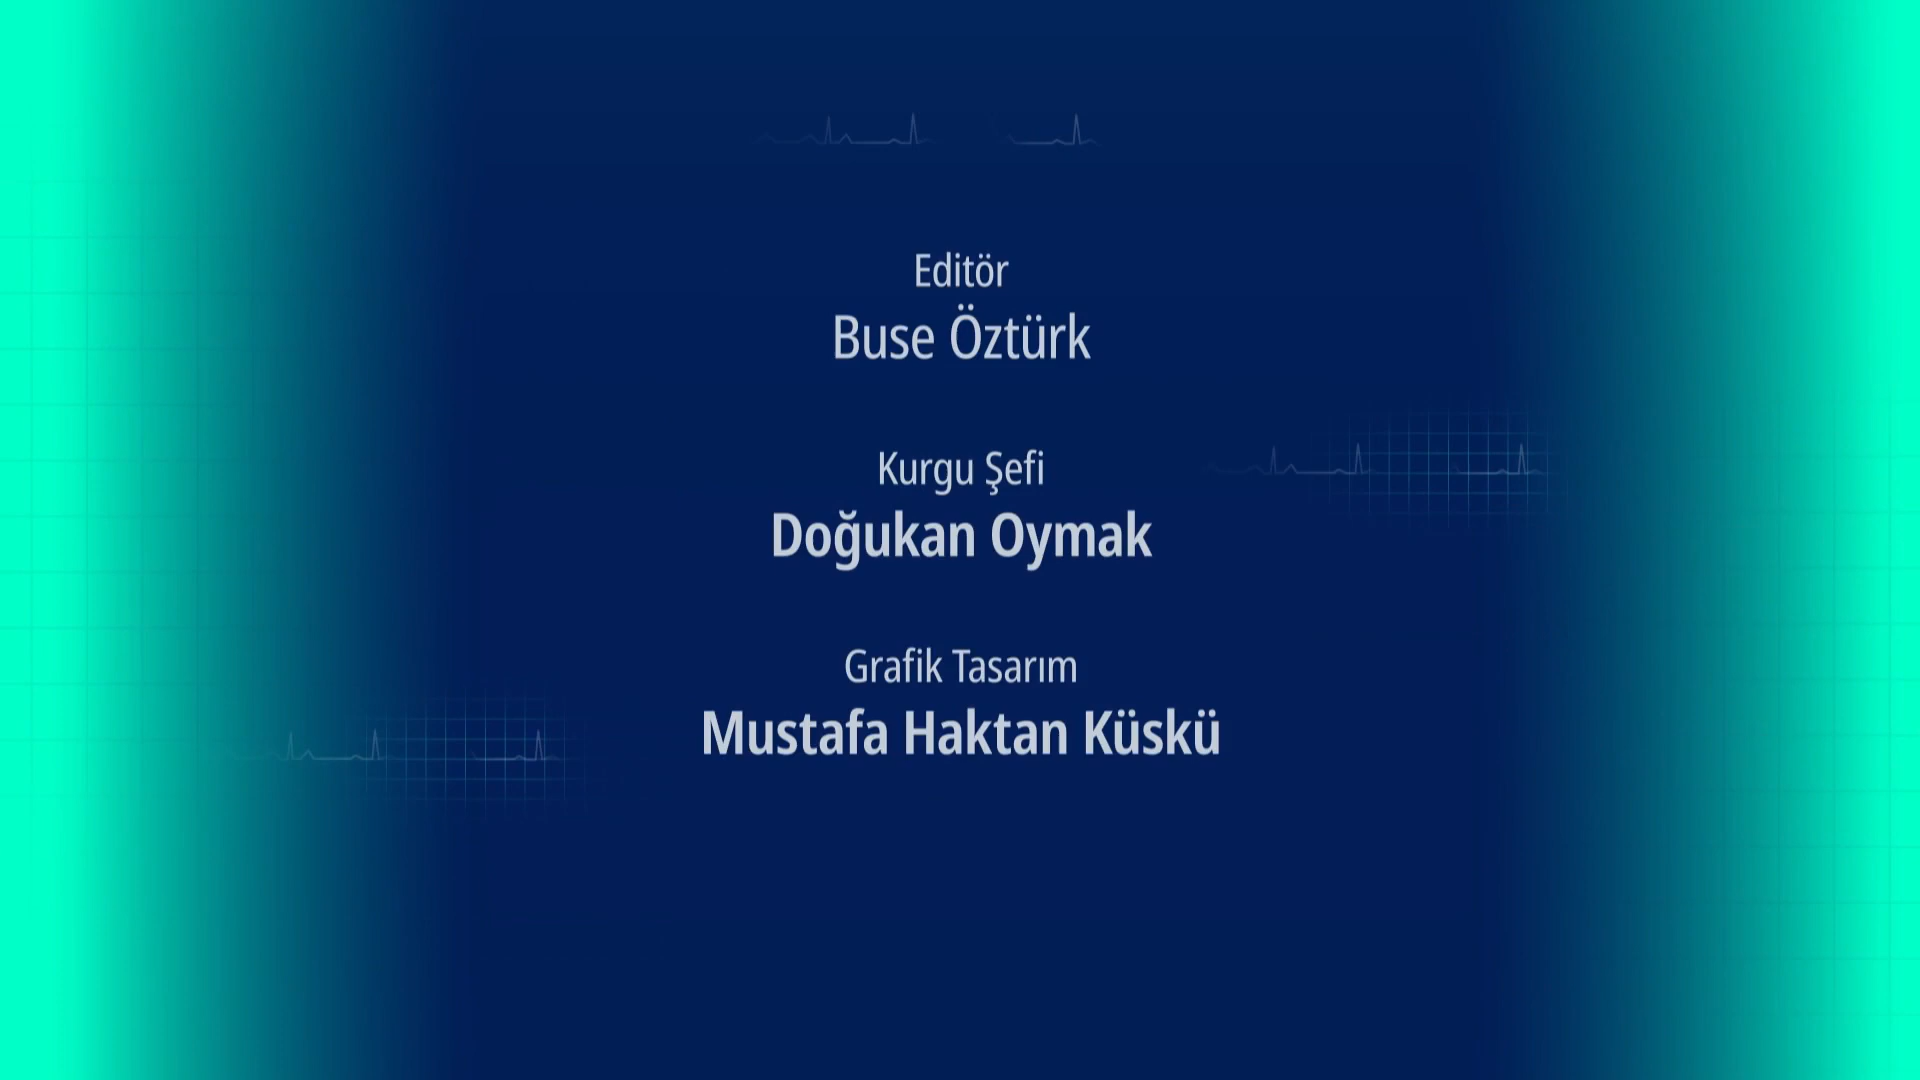 Editör
Buse Öztürk
Kurgu Şefi
Doğukan Oymak
Grafik Tasarım
Mustafa Haktan Küskü